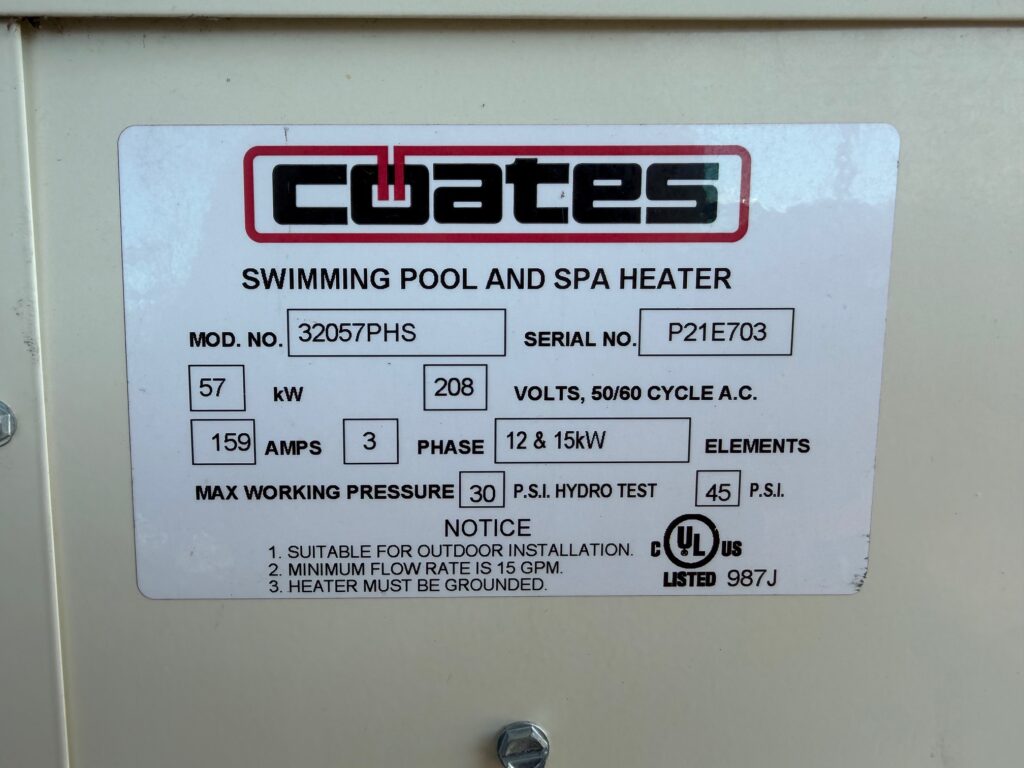 coates
SWIMMING POOL AND SPA HEATER
MOD. NO. 32057PHS SERIAL NO. P21E703
57 kW 208 VOLTS, 50/60 CYCLE A.C.
159 AMPS 3 PHASE 12 & 15kW ELEMENTS
MAX WORKING PRESSURE 30 P.S.I. HYDRO TEST 45 P.S.I.
NOTICE
1. SUITABLE FOR OUTDOOR INSTALLATION.
2. MINIMUM FLOW RATE IS 15 GPM.
3. HEATER MUST BE GROUNDED.
C UL US
LISTED 987J